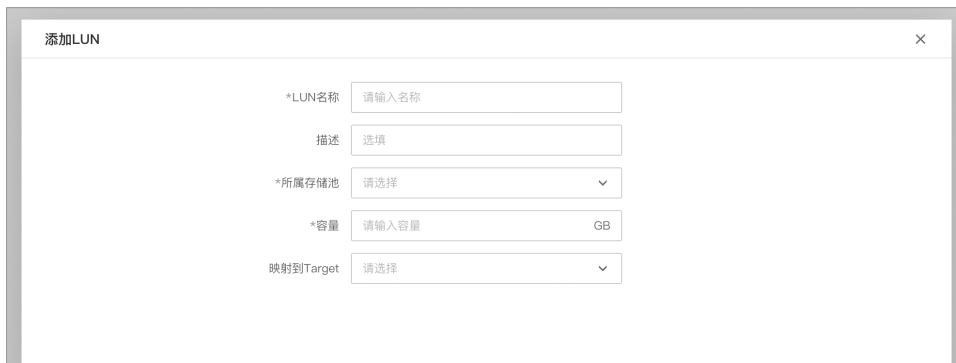 添加LUN
*LUN名称 请输入名称
描述 选填
*所属存储池 请选择
*容量 请输入容量 GB
映射到Target 请选择